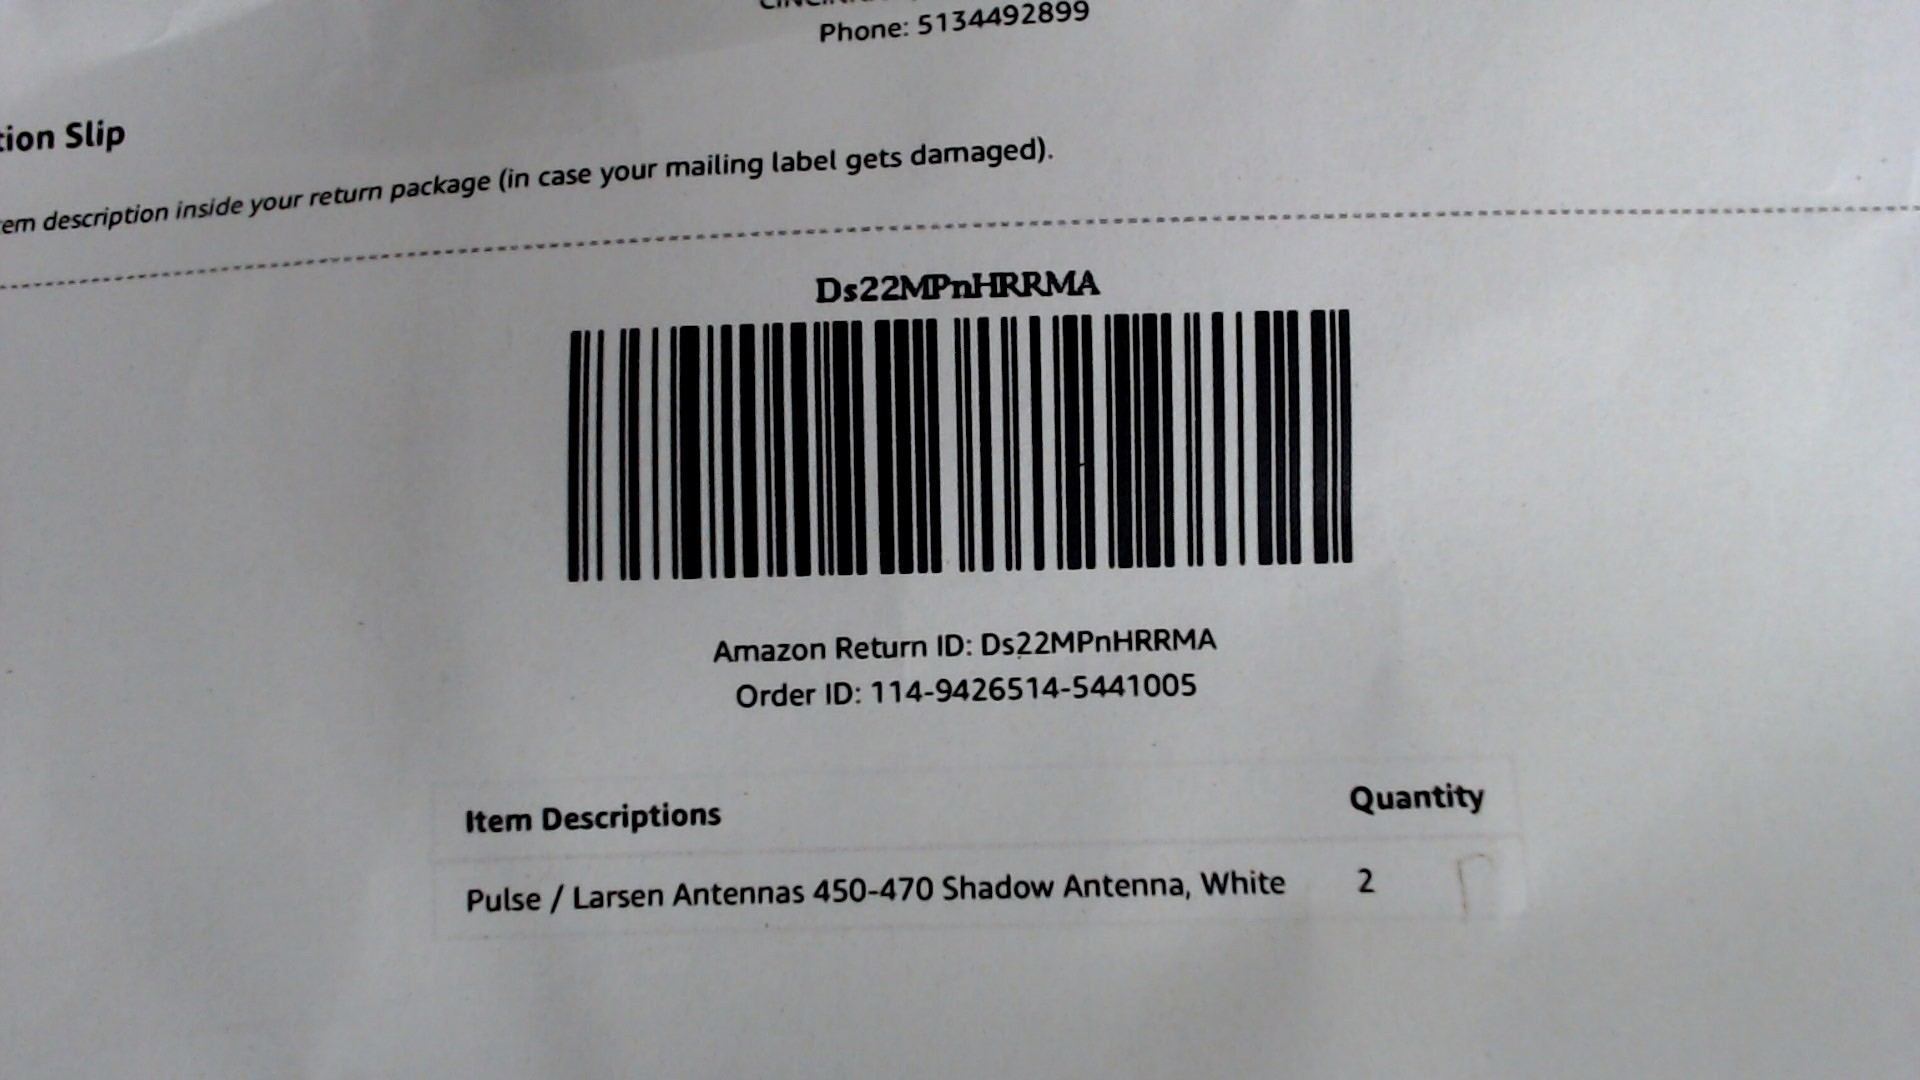 Phone: 5134492899
tion Slip
em description inside your return package (in case your mailing label gets damaged).
Ds22MPnHRRMA
Amazon Return ID: Ds22MPnHRRMA
Order ID: 114-9426514-5441005
Item Descriptions Quantity
Pulse / Larsen Antennas 450-470 Shadow Antenna, White 2